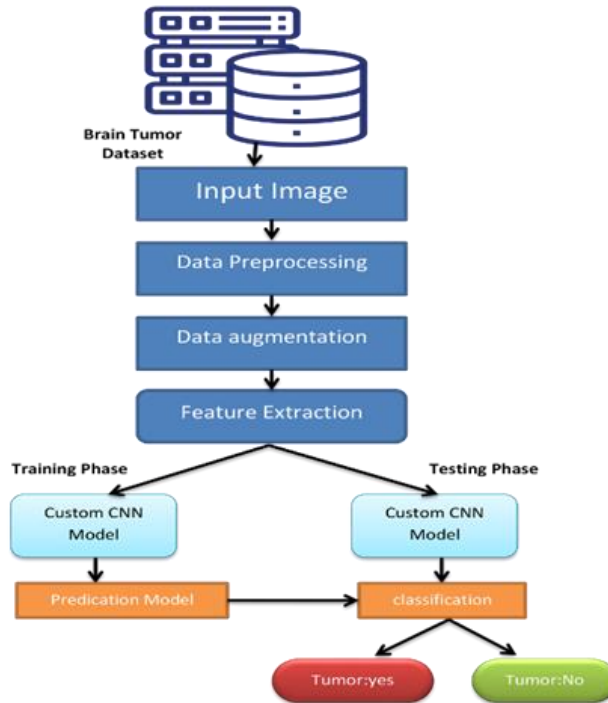 Brain Tumor
Dataset
Input Image
Data Preprocessing
Data augmentation
Feature Extraction
Training Phase
Testing Phase
Custom CNN
Model
Custom CNN
Model
Predication Model
classification
Tumor:yes
Tumor:No